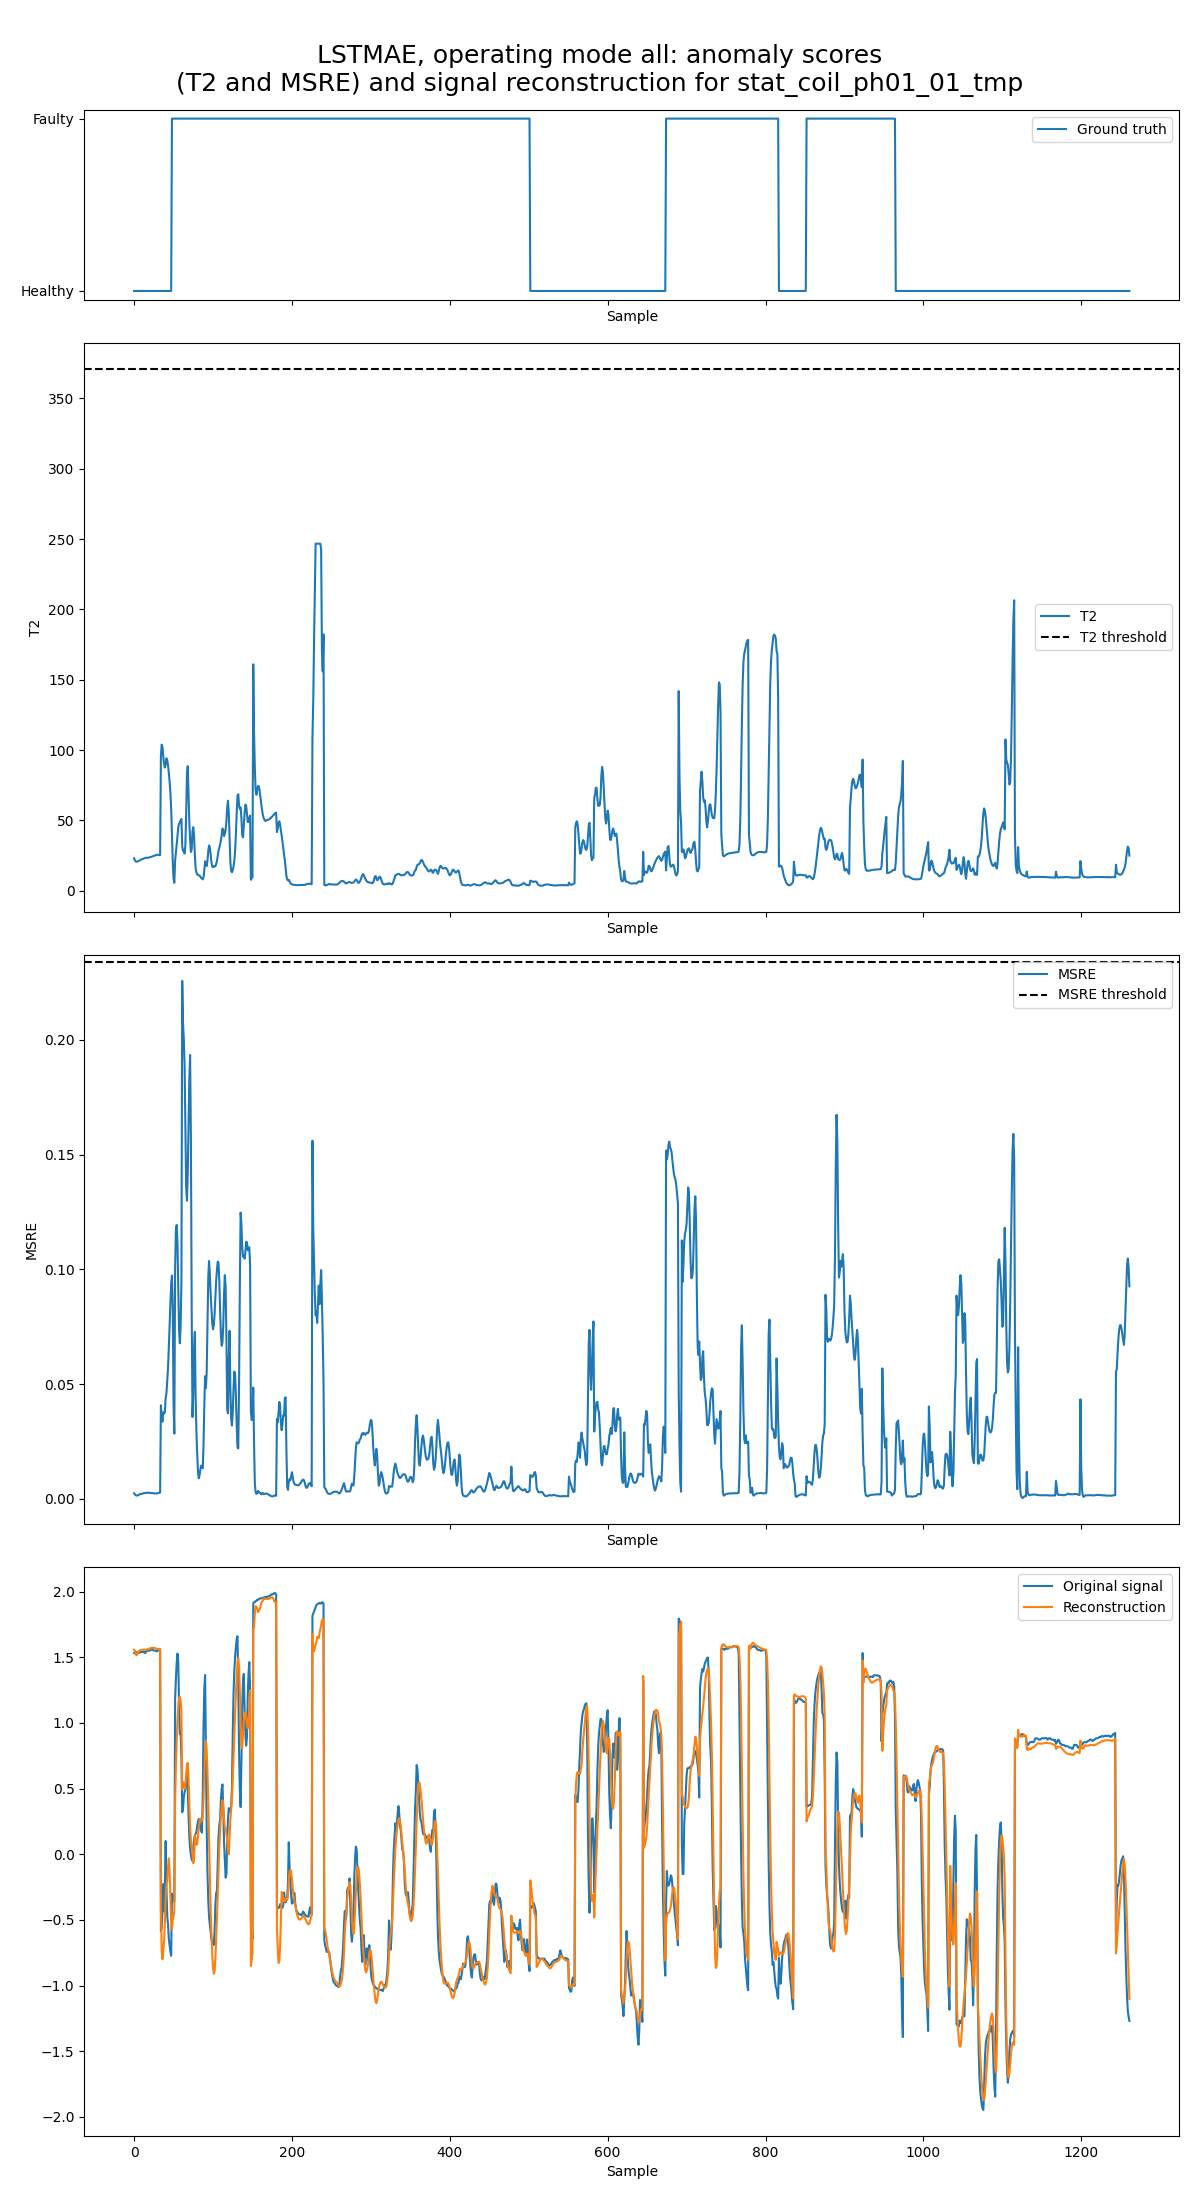 LSTMAE, operating mode all: anomaly scores
(T2 and MSRE) and signal reconstruction for stat_coil_ph01_01_tmp
Faulty
Healthy
Ground truth
Sample
350
300
250
200
150
100
50
0
T2
T2
T2 threshold
Sample
0.20
0.15
0.10
0.05
0.00
MSRE
MSRE
MSRE threshold
Sample
2.0
1.5
1.0
0.5
0.0
−0.5
−1.0
−1.5
−2.0
Original signal
Reconstruction
0 200 400 600 800 1000 1200
Sample